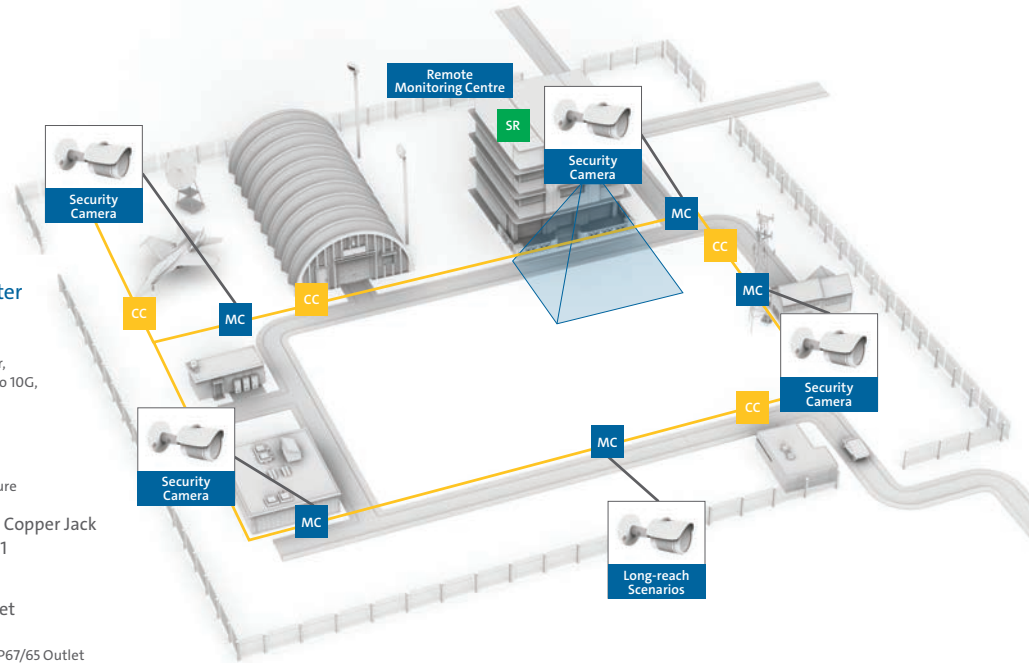 Remote
Monitoring Centre
SR
Security
Camera
Security
Camera
MC
CC
MC
CC
CC
MC
ter
r,
o 10G,
Security
Camera
CC
MC
Security
Camera
ure
MC
Copper Jack
1
Long-reach
Scenarios
et
P67/65 Outlet